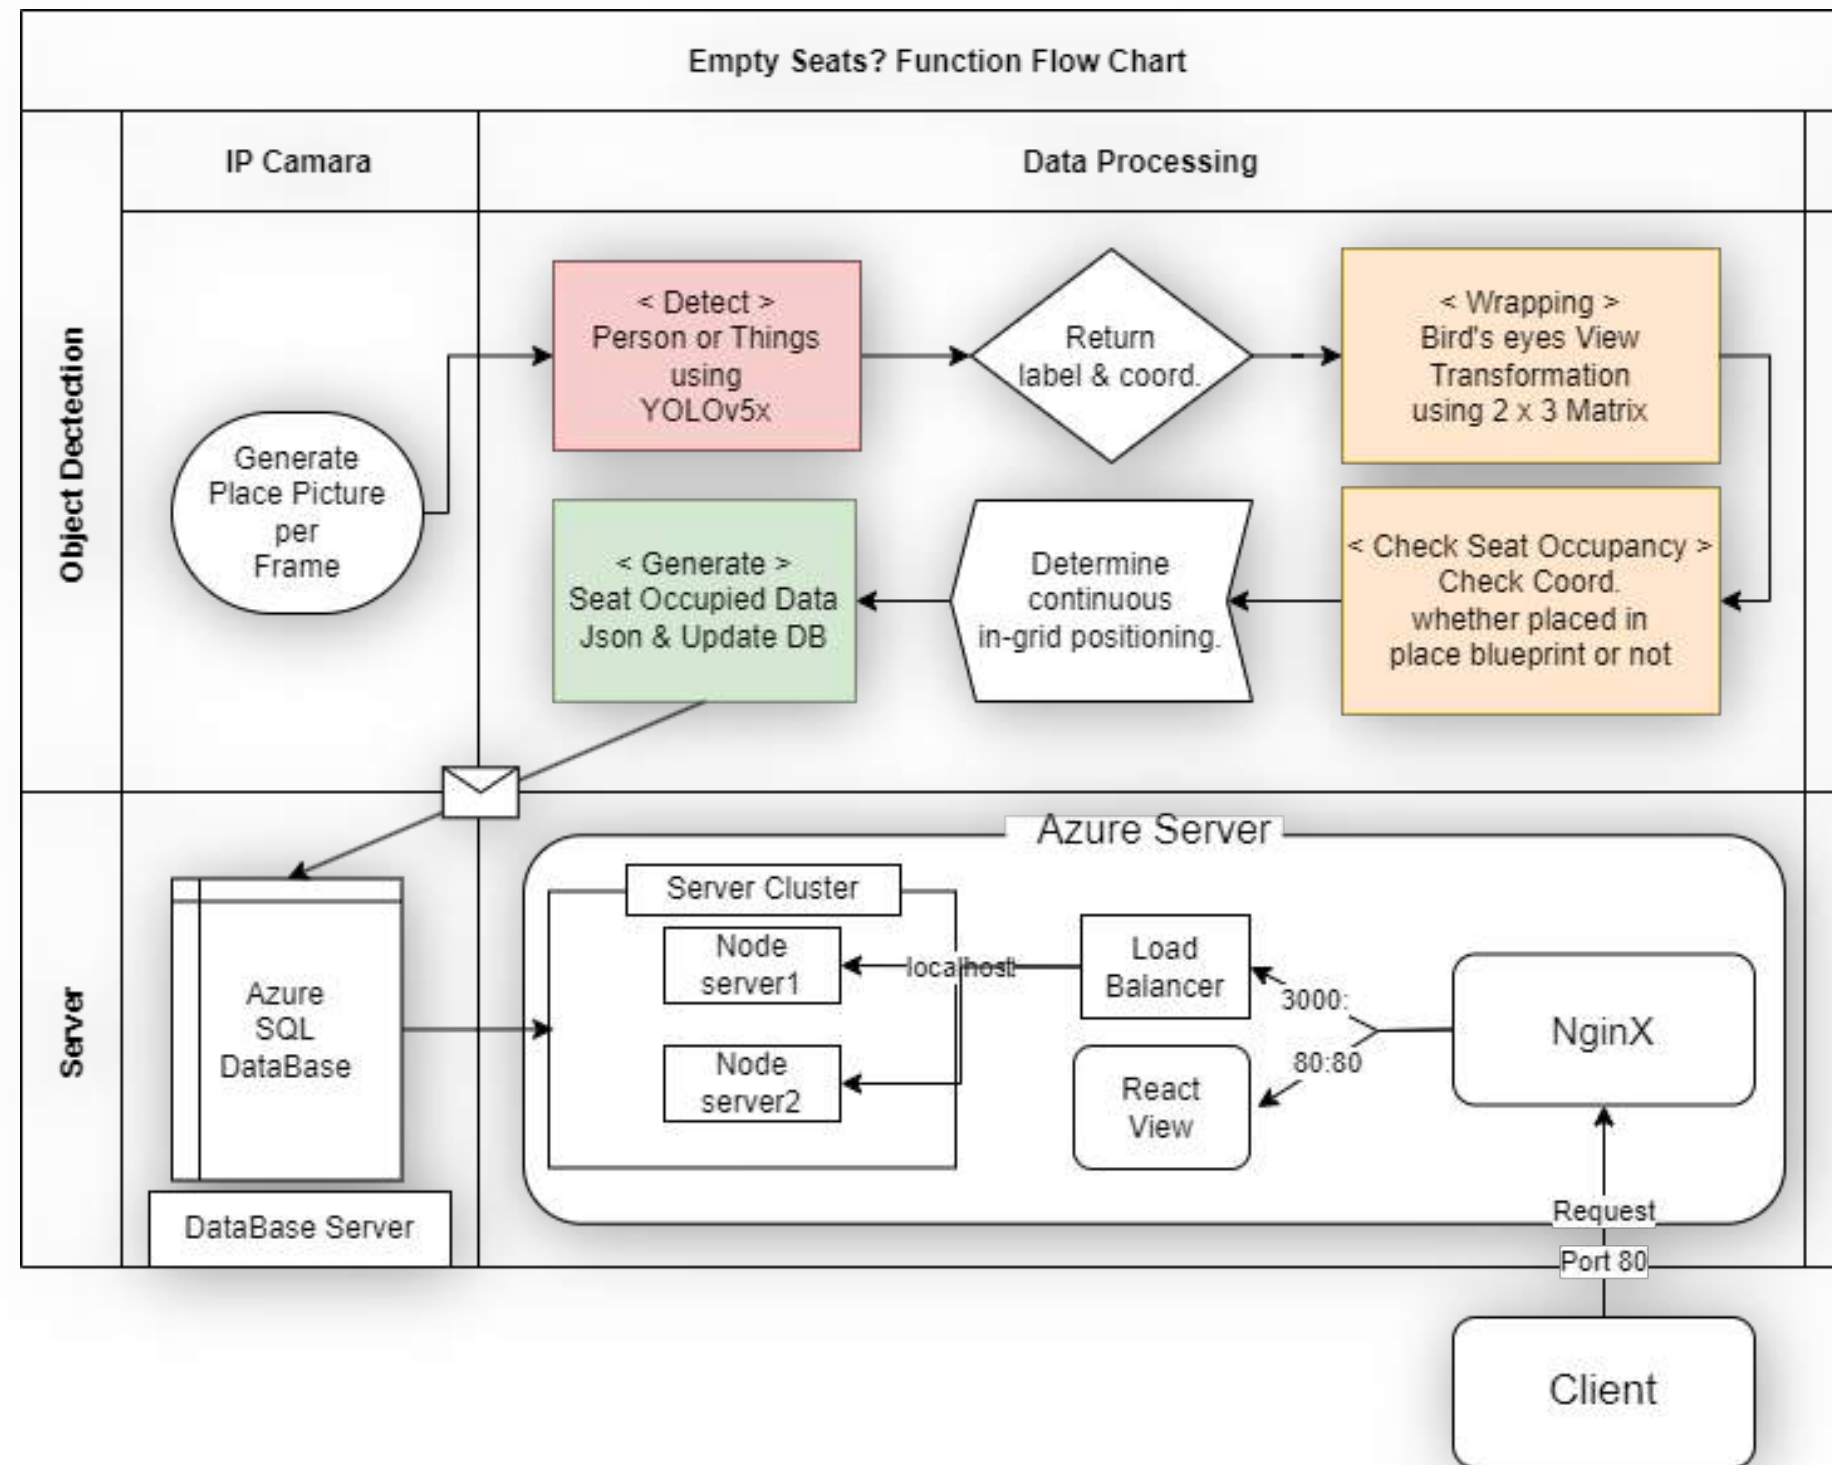 Empty Seats? Function Flow Chart
IP Camara
Data Processing
Object Dectection
Generate
Place Picture
per
Frame
< Detect >
Person or Things
using
YOLOv5x
Return
label & coord.
< Wrapping >
Bird's eyes View
Transformation
using 2 x 3 Matrix
< Check Seat Occupancy >
Check Coord.
whether placed in
place blueprint or not
Determine
continuous
in-grid positioning.
< Generate >
Seat Occupied Data
Json & Update DB
Server
Azure
SQL
DataBase
DataBase Server
Azure Server
Server Cluster
Node
server1
Node
server2
localhost:
Load
Balancer
React
View
3000:
80:80
NginX
Request
Port 80
Client